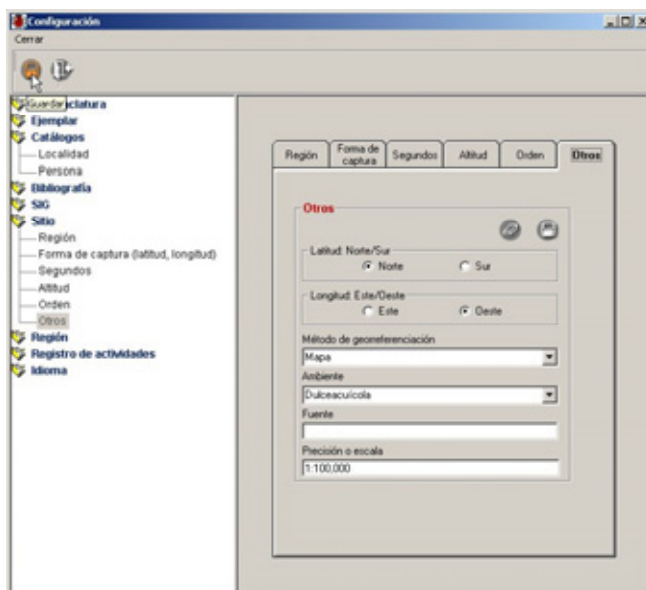 Configuración
Cerrar
Guardar clatura
Ejemplar
Catálogos
Localidad
Persona
Bibliografía
SIG
Sitio
Región
Forma de captura (latitud, longitud)
Segundos
Altitud
Orden
Otros
Región
Registro de actividades
Idioma
Región
Forma de
captura
Segundos
Altitud
Orden
Otros
Otros
Latitud: Norte/Sur
Norte
Sur
Longitud: Este/Oeste
Este
Oeste
Método de georreferenciación
Mapa
Ambiente
Dulceacuícola
Fuente
Precisión o escala
1:100,000